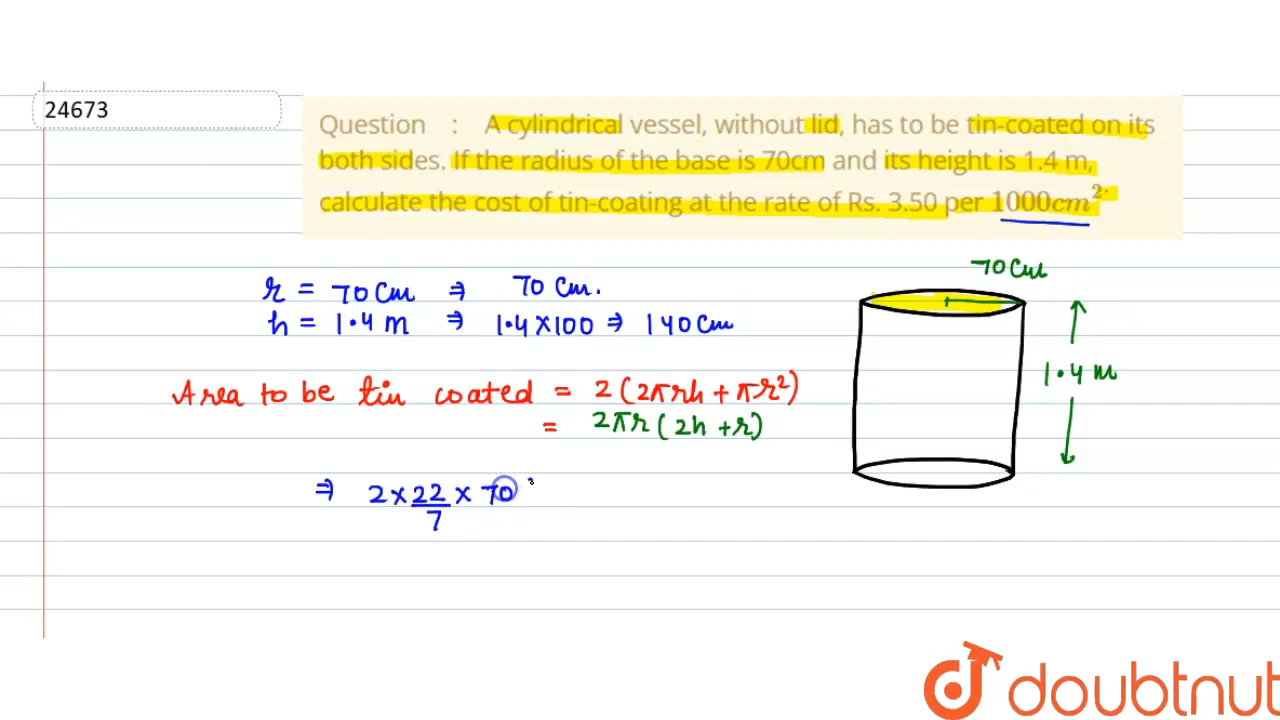 24673
Question : A cylindrical vessel, without lid, has to be tin-coated on its
both sides. If the radius of the base is 70cm and its height is 1.4 m,
calculate the cost of tin-coating at the rate of Rs. 3.50 per 1000cm².
70 cm
r = 70 cm ⇒ 70 cm.
h = 1.4 m ⇒ 1.4 × 100 ⇒ 140 cm
1.4 m
Area to be tin coated = 2 (2πrh + πr²)
= 2πr (2h + r)
⇒ 2 × 22/7 × 70
doubtnut